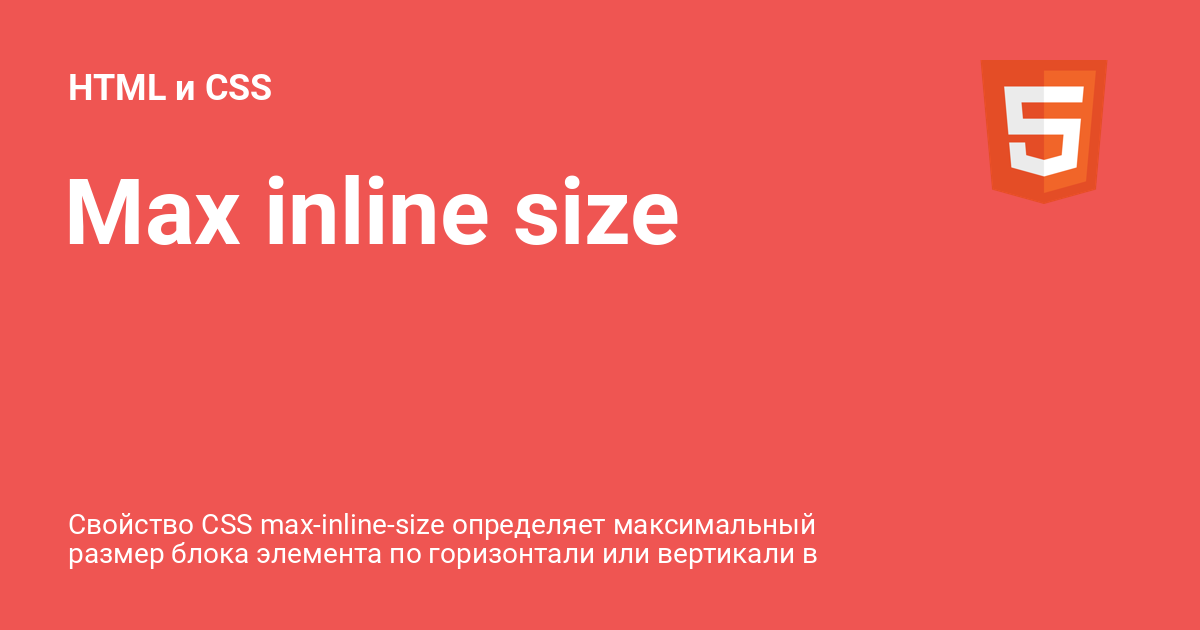 HTML и CSS
Max inline size
Свойство CSS max-inline-size определяет максимальный
размер блока элемента по горизонтали или вертикали в